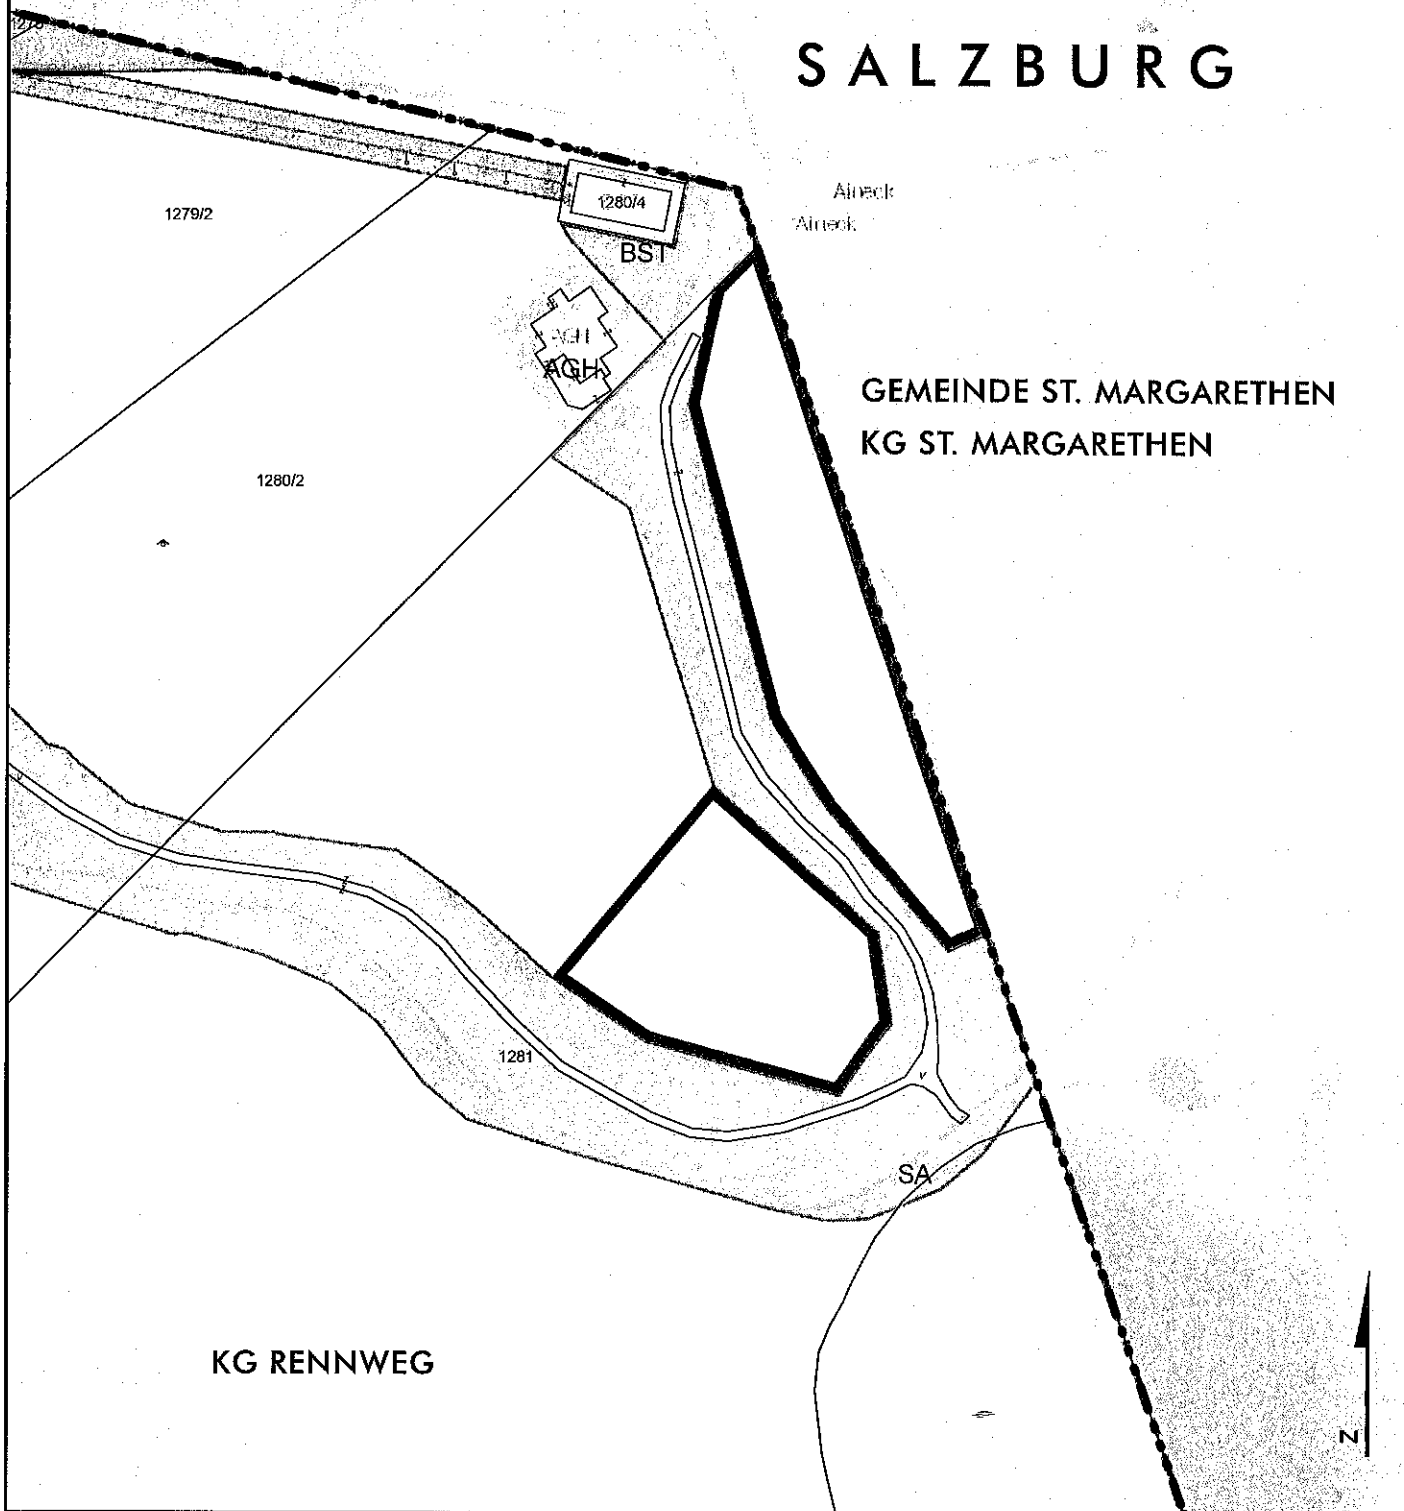 SALZBURG
Aineck
Aineck
1280/4
1279/2
BST
AGH
AGH
GEMEINDE ST. MARGARETHEN
KG ST. MARGARETHEN
1280/2
1281
SA
KG RENNWEG
N